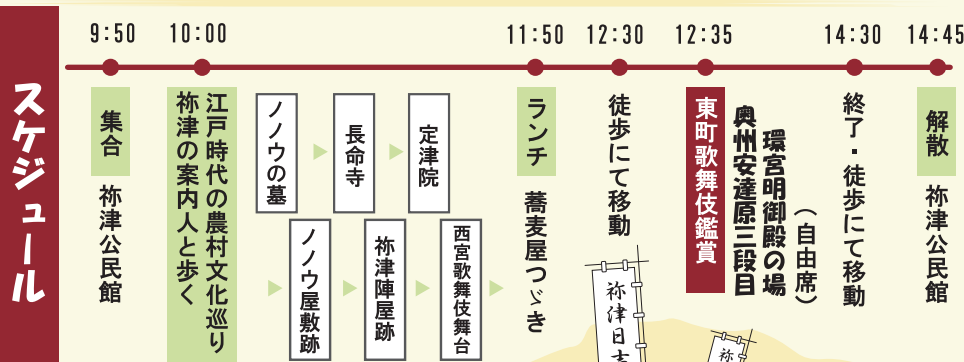 スケジュール
9:50
集合
祢津公民館
10:00
江戸時代の農村文化巡り
祢津の案内人と歩く
ノノウの墓
長命寺
定津院
ノノウ屋敷跡
祢津陣屋跡
西宮歌舞伎舞台
11:50
ランチ
蕎麦屋つゞき
12:30
徒歩にて移動
12:35
東町歌舞伎鑑賞
奥州安達原三段目
環宮明御殿の場
（自由席）
14:30
終了・徒歩にて移動
14:45
解散
祢津公民館
祢津日吉
祢